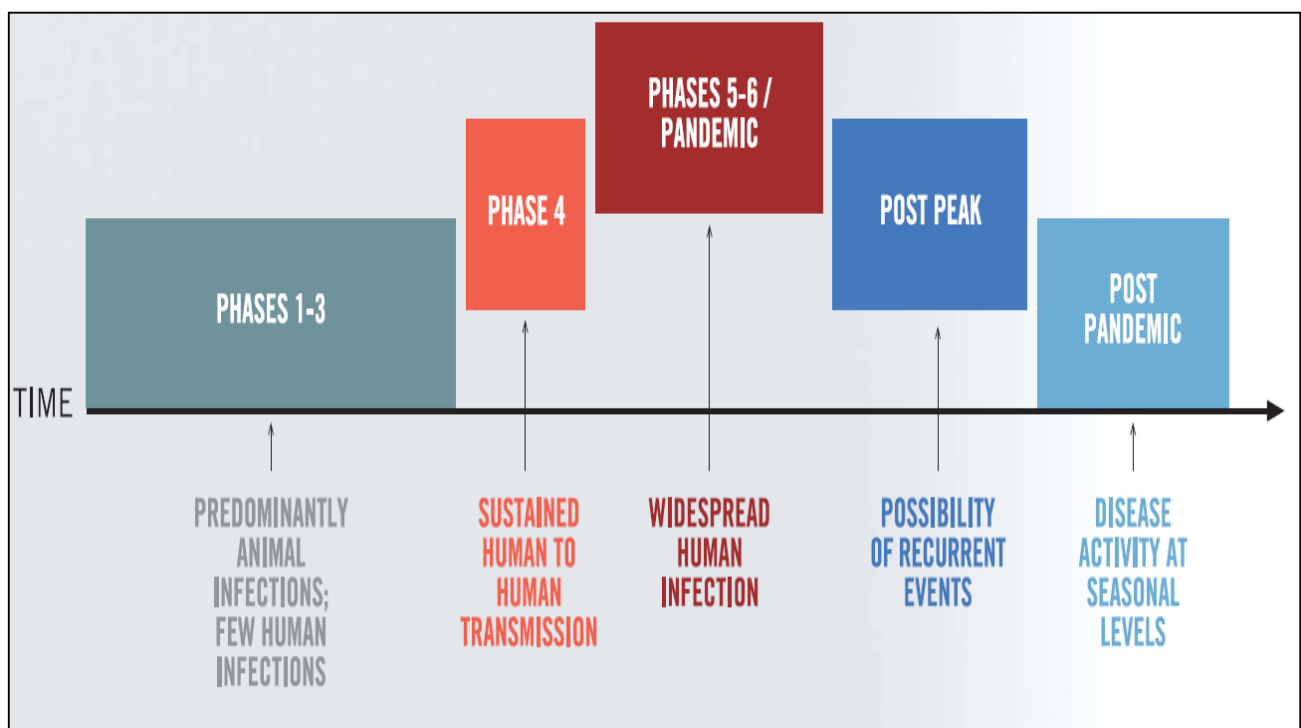 PHASES 5-6 /
PANDEMIC
PHASE 4
POST PEAK
PHASES 1-3
POST
PANDEMIC
TIME
PREDOMINANTLY
ANIMAL
INFECTIONS;
FEW HUMAN
INFECTIONS
SUSTAINED
HUMAN TO
HUMAN
TRANSMISSION
WIDESPREAD
HUMAN
INFECTION
POSSIBILITY
OF RECURRENT
EVENTS
DISEASE
ACTIVITY AT
SEASONAL
LEVELS